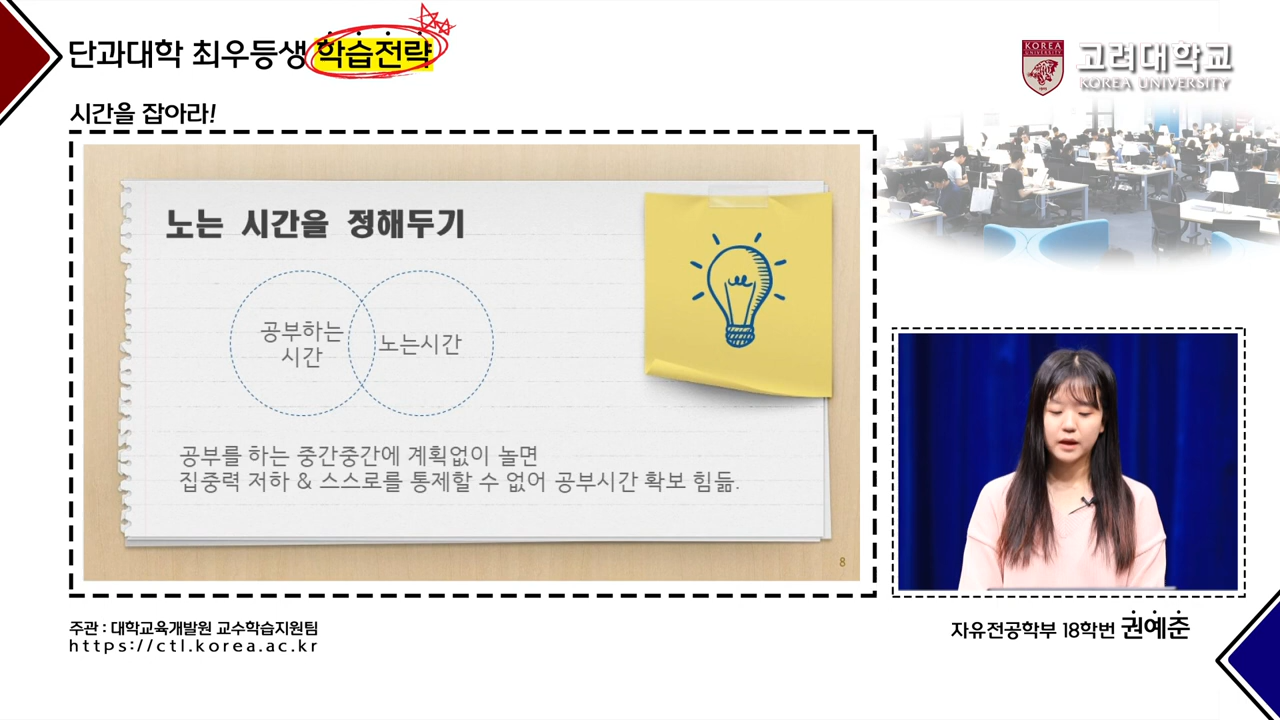 단과대학 최우등생 학습전략
KOREA
UNIVERSITY
고려대학교
KOREA UNIVERSITY
시간을 잡아라!
노는 시간을 정해두기
공부하는
시간
노는시간
공부를 하는 중간중간에 계획없이 놀면
집중력 저하 & 스스로를 통제할 수 없어 공부시간 확보 힘듦.
8
주관 : 대학교육개발원 교수학습지원팀
https://ctl.korea.ac.kr
자유전공학부 18학번 권예준